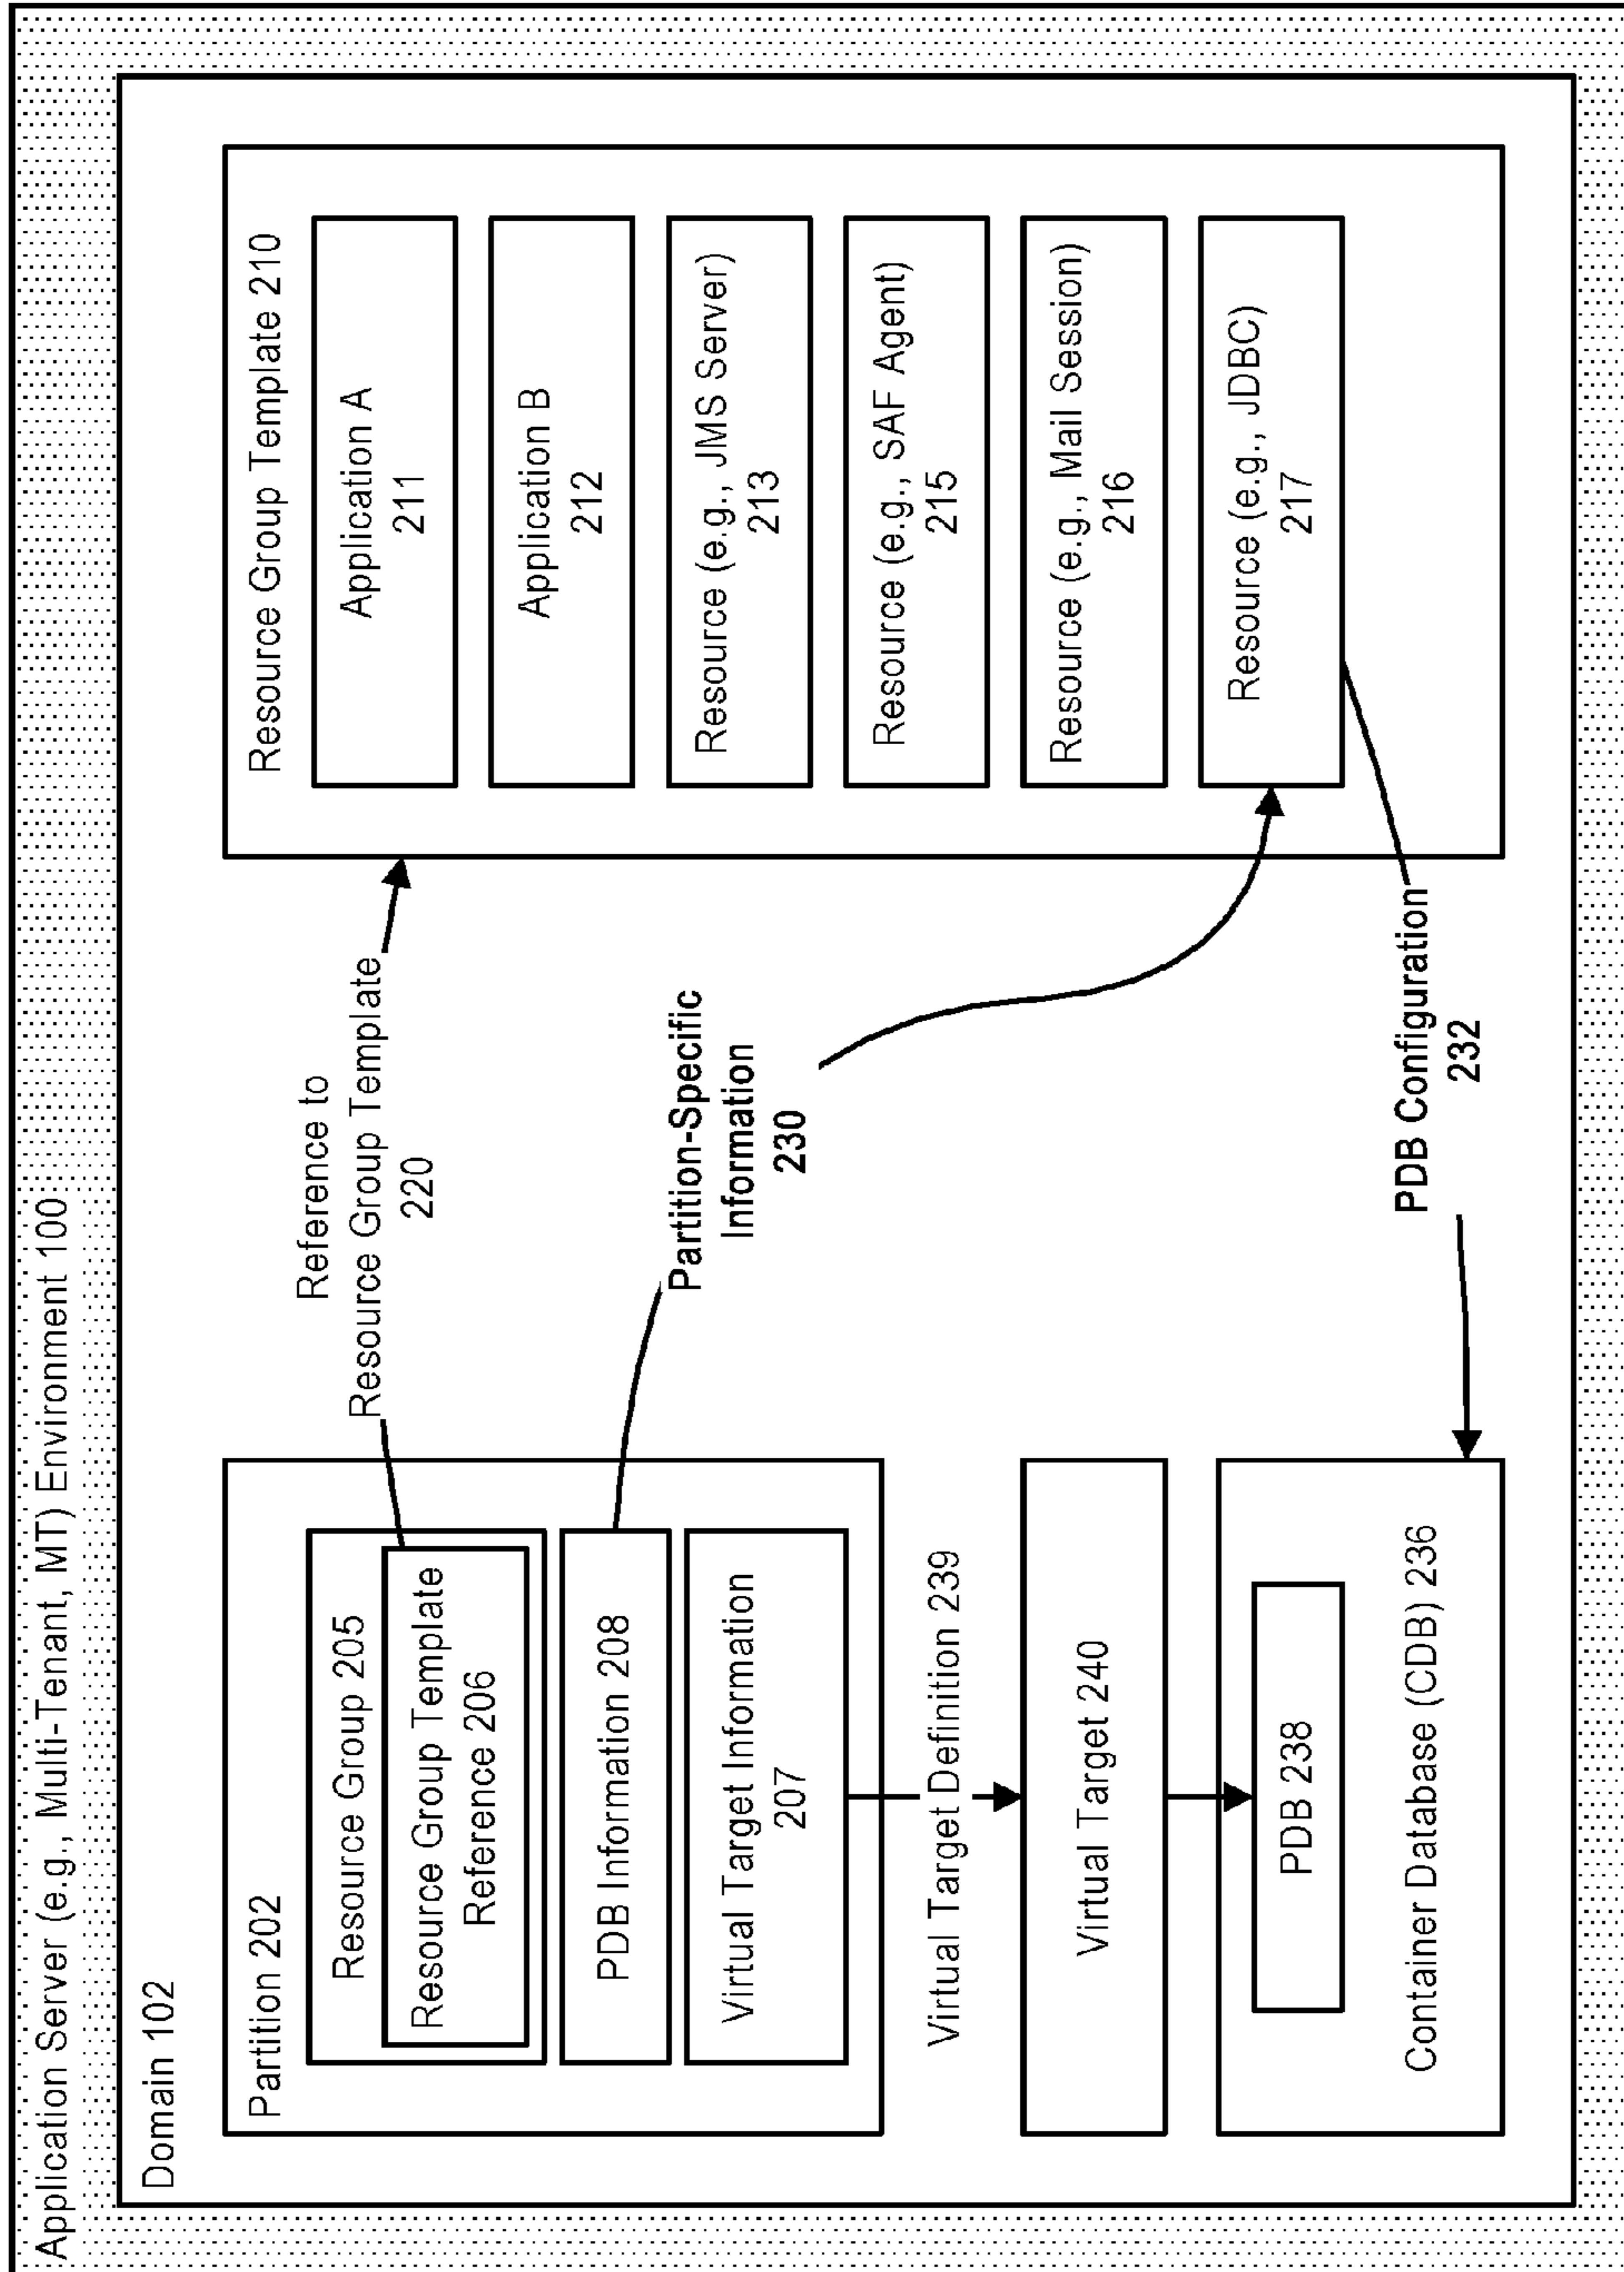 Application Server (e.g., Multi-Tenant, MT) Environment 100
Domain 102
Partition 202
Resource Group 205
Resource Group Template
Reference 206
PDB Information 208
Virtual Target Information
207
Virtual Target Definition 239
Virtual Target 240
PDB 238
Container Database (CDB) 236
Reference to
Resource Group Template
220
Partition-Specific
Information
230
PDB Configuration
232
Resource Group Template 210
Application A
211
Application B
212
Resource (e.g., JMS Server)
213
Resource (e.g., SAF Agent)
215
Resource (e.g., Mail Session)
216
Resource (e.g., JDBC)
217